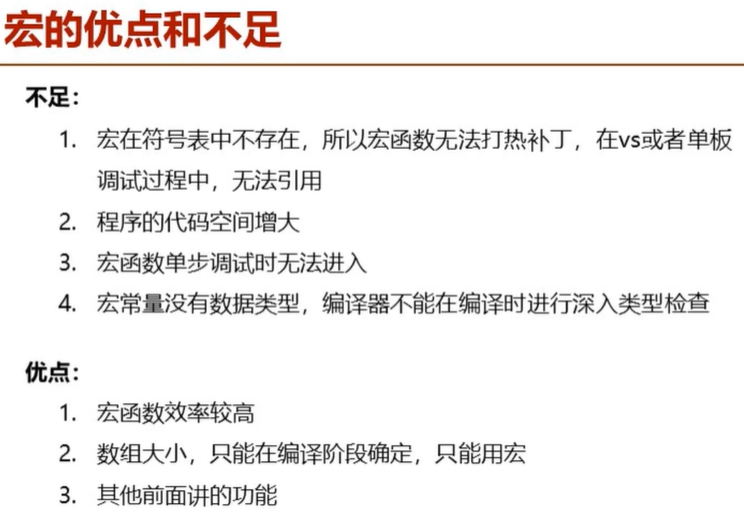 宏的优点和不足
不足：
1. 宏在符号表中不存在，所以宏函数无法打热补丁，在vs或者单板
调试过程中，无法引用
2. 程序的代码空间增大
3. 宏函数单步调试时无法进入
4. 宏常量没有数据类型，编译器不能在编译时进行深入类型检查
优点：
1. 宏函数效率较高
2. 数组大小，只能在编译阶段确定，只能用宏
3. 其他前面讲的功能